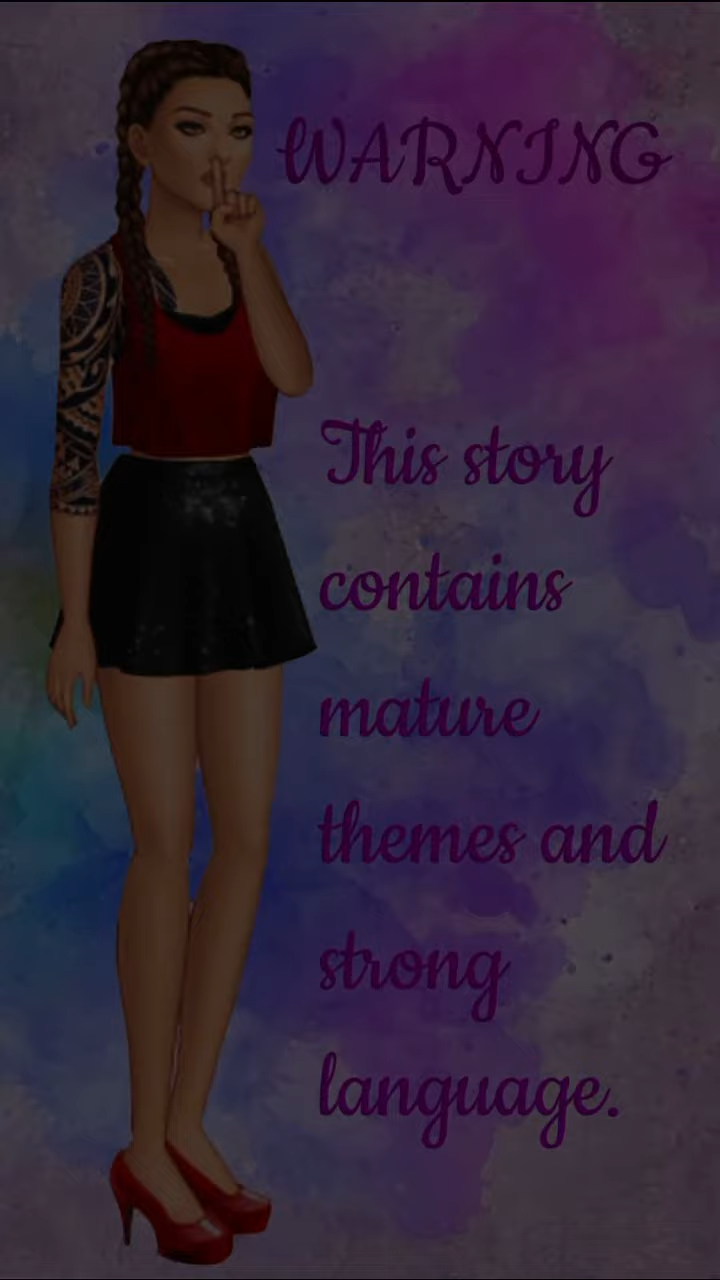 WARNING
This story
contains
mature
themes and
strong
language.